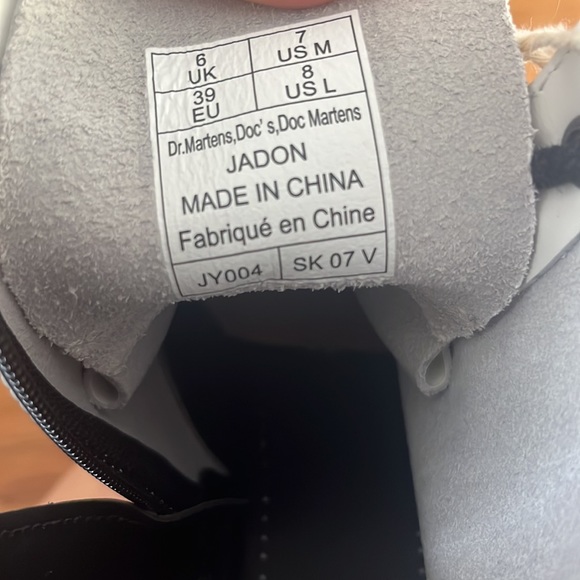 6 UK 7 US M
39 EU 8 US L
Dr.Martens,Doc's,Doc Martens
JADON
MADE IN CHINA
Fabriqué en Chine
JY004 SK 07 V